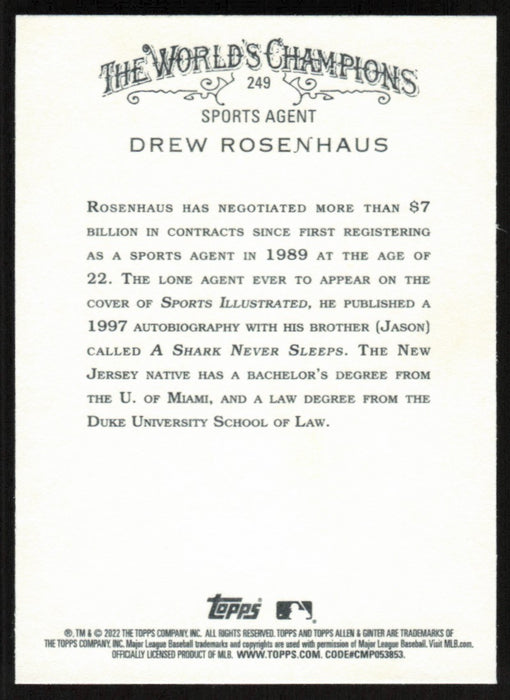 THE WORLD'S CHAMPIONS
249
SPORTS AGENT
DREW ROSENHAUS
ROSENHAUS HAS NEGOTIATED MORE THAN $7
BILLION IN CONTRACTS SINCE FIRST REGISTERING
AS A SPORTS AGENT IN 1989 AT THE AGE OF
22. THE LONE AGENT EVER TO APPEAR ON THE
COVER OF SPORTS ILLUSTRATED, HE PUBLISHED A
1997 AUTOBIOGRAPHY WITH HIS BROTHER (JASON)
CALLED A SHARK NEVER SLEEPS. THE NEW
JERSEY NATIVE HAS A BACHELOR'S DEGREE FROM
THE U. OF MIAMI, AND A LAW DEGREE FROM THE
DUKE UNIVERSITY SCHOOL OF LAW.
Topps
®, TM & © 2022 THE TOPPS COMPANY, INC. ALL RIGHTS RESERVED. TOPPS AND TOPPS ALLEN & GINTER ARE TRADEMARKS OF
THE TOPPS COMPANY, INC. Major League Baseball trademarks and copyrights are used with permission of Major League Baseball. Visit MLB.com.
OFFICIALLY LICENSED PRODUCT OF MLB. WWW.TOPPS.COM. CODE#CMP053853.